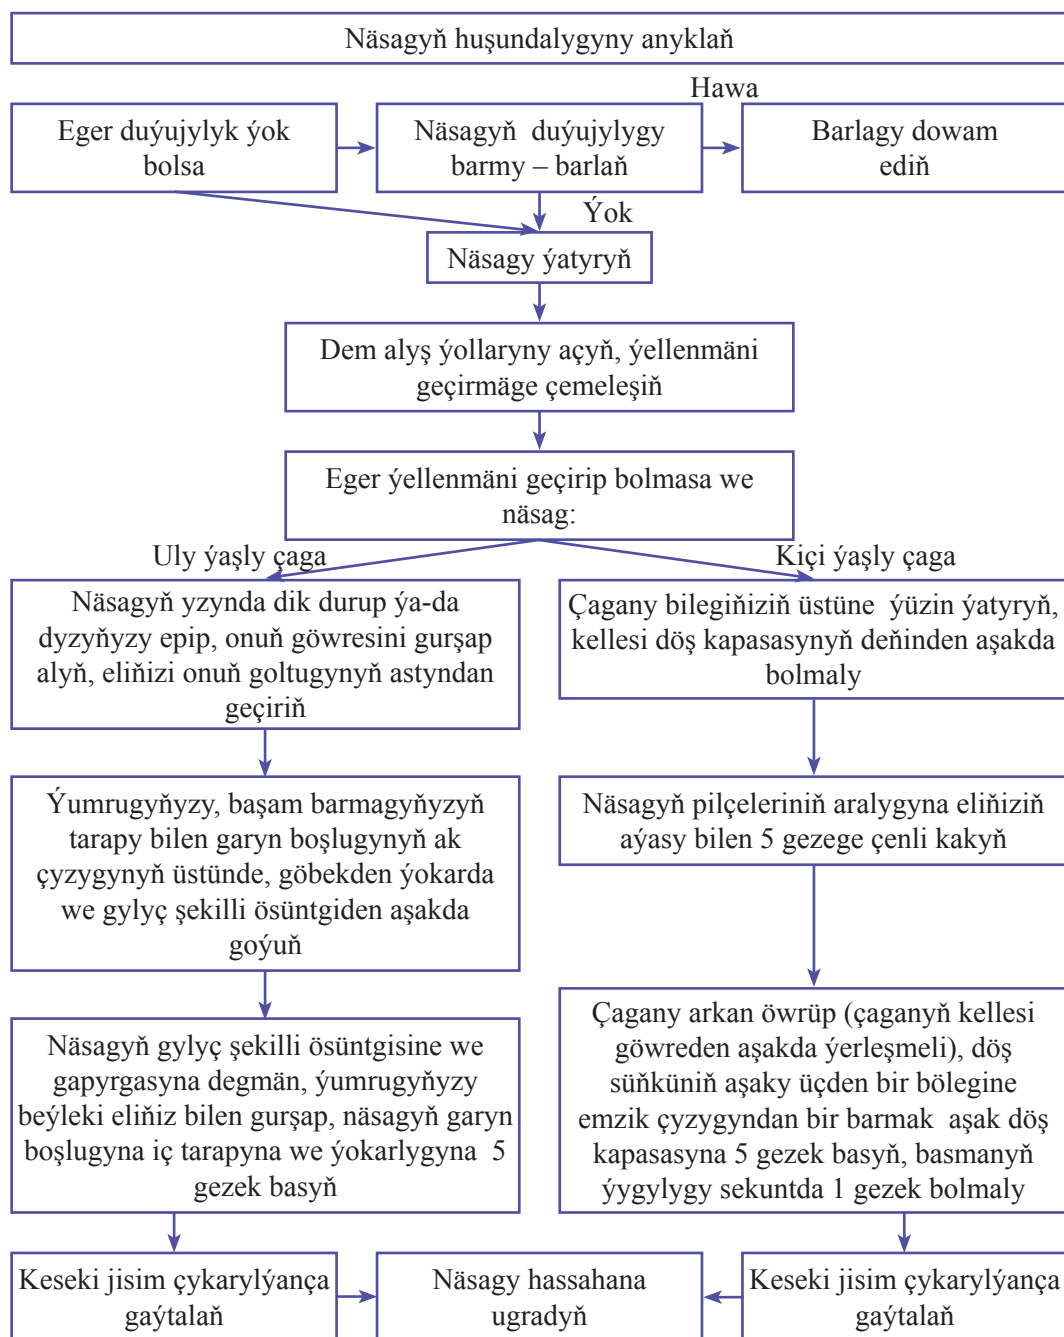 Näsagyň huşundalygyny anyklaň
Eger duýujylyk ýok
bolsa
Näsagyň duýujylygy
barmy – barlaň
Hawa
Barlagy dowam
ediň
Ýok
Näsagy ýatyryň
Dem alyş ýollaryny açyň, ýellenmäni
geçirmäge çemeleşiň
Eger ýellenmäni geçirip bolmasa we
näsag:
Uly ýaşly çaga
Näsagyň yzynda dik durup ýa-da
dyzyňyzy epip, onuň göwresini gurşap
alyň, eliňizi onuň goltugynyň astyndan
geçiriň
Ýumrugyňyzy, başam barmagyňyzyň
tarapy bilen garyn boşlugynyň ak
çyzygynyň üstünde, göbekden ýokarda
we gylyç şekilli ösüntgiden aşakda
goýuň
Näsagyň gylyç şekilli ösüntgisine we
gapyrgasyna degmän, ýumrugyňyzy
beýleki eliňiz bilen gurşap, näsagyň garyn
boşlugyna iç tarapyna we ýokarlygyna 5
gezek basyň
Keseki jisim çykarylýança
gaýtalaň
Kiçi ýaşly çaga
Çagany bilegiňiziň üstüne ýüzin ýatyryň,
kellesi döş kapasasynyň deňinden aşakda
bolmaly
Näsagyň pilçeleriniň aralygyna eliňiziň
aýasy bilen 5 gezege çenli kakyň
Çagany arkan öwrüp (çaganyň kellesi
göwreden aşakda ýerleşmeli), döş
süňküniň aşaky üçden bir bölegine
emzik çyzygyndan bir barmak aşak döş
kapasasyna 5 gezek basyň, basmanyň
ýygylygy sekuntda 1 gezek bolmaly
Keseki jisim çykarylýança
gaýtalaň
Näsagy hassahana
ugradyň